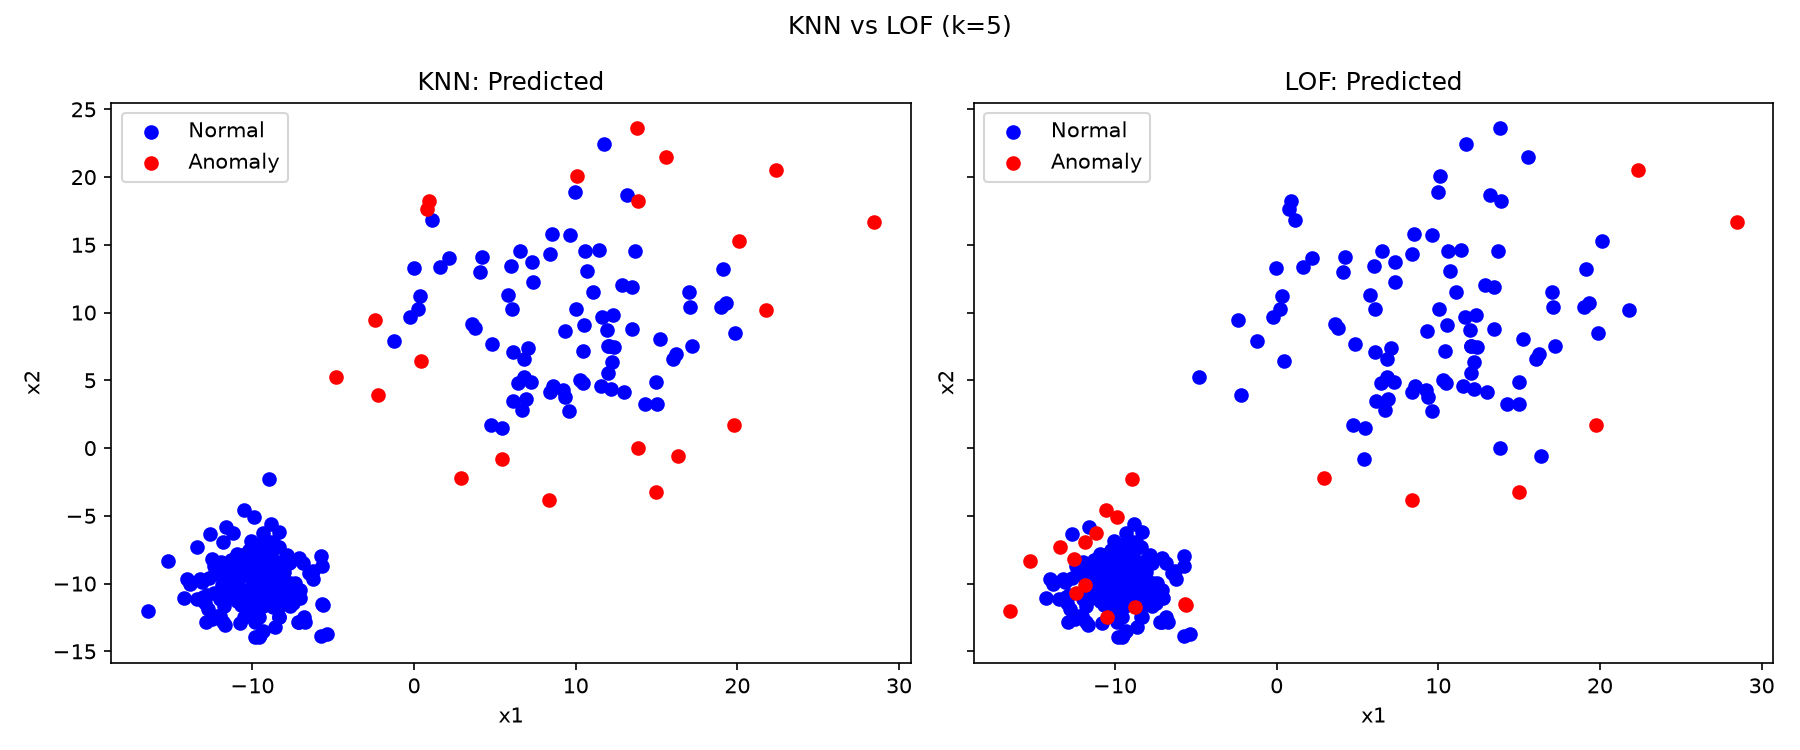 KNN vs LOF (k=5)
KNN: Predicted
Normal
Anomaly
25
20
15
10
5
0
−5
−10
−15
x2
−10 0 10 20 30
x1
LOF: Predicted
Normal
Anomaly
x2
−10 0 10 20 30
x1